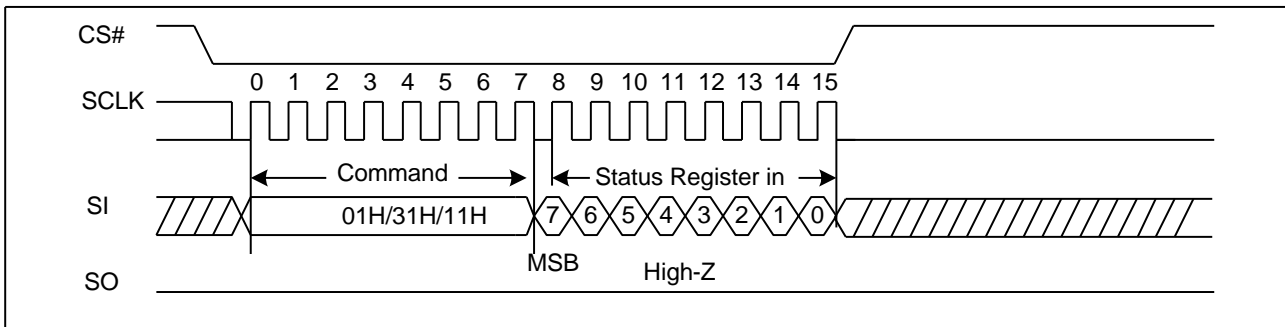 CS#
0 1 2 3 4 5 6 7 8 9 10 11 12 13 14 15
SCLK
Command Status Register in
SI 01H/31H/11H 7 6 5 4 3 2 1 0
MSB High-Z
SO